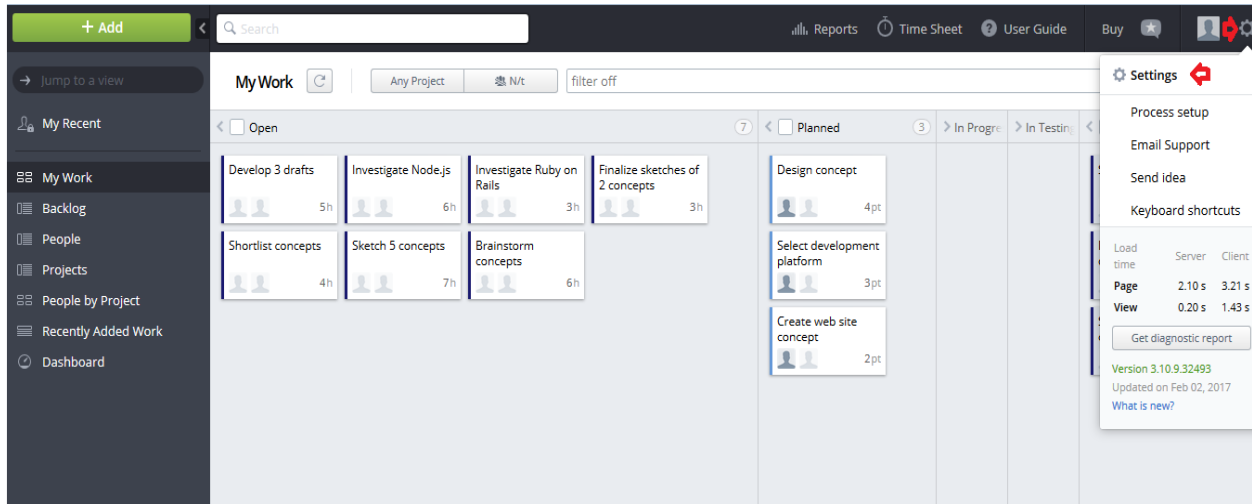 + Add
Search
Reports
Time Sheet
User Guide
Buy
Jump to a view
My Recent
My Work
Backlog
People
Projects
People by Project
Recently Added Work
Dashboard
My Work
Any Project
N/t
filter off
Open
7
Planned
3
In Progre
In Testin
Develop 3 drafts
5h
Investigate Node.js
6h
Investigate Ruby on
Rails
3h
Finalize sketches of
2 concepts
3h
Shortlist concepts
4h
Sketch 5 concepts
7h
Brainstorm
concepts
6h
Design concept
4pt
Select development
platform
3pt
Create web site
concept
2pt
Settings
Process setup
Email Support
Send idea
Keyboard shortcuts
Load
time
Server Client
Page 2.10 s 3.21 s
View 0.20 s 1.43 s
Get diagnostic report
Version 3.10.9.32493
Updated on Feb 02, 2017
What is new?